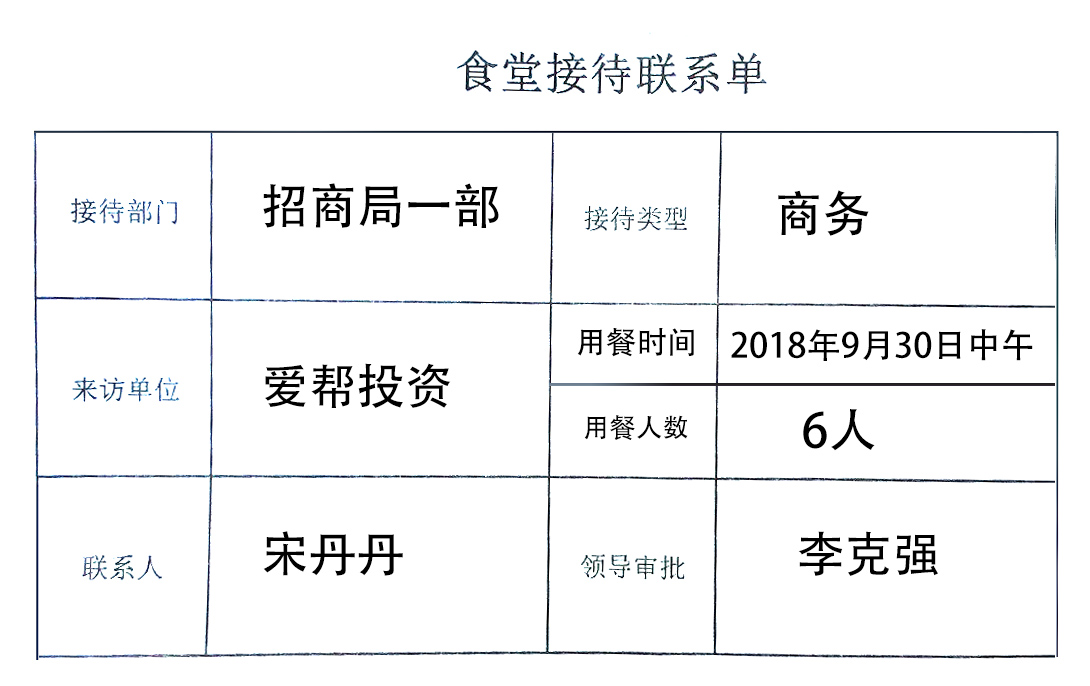 食堂接待联系单
接待部门 招商局一部 接待类型 商务
来访单位 爱帮投资 用餐时间 2018年9月30日中午
用餐人数 6人
联系人 宋丹丹 领导审批 李克强